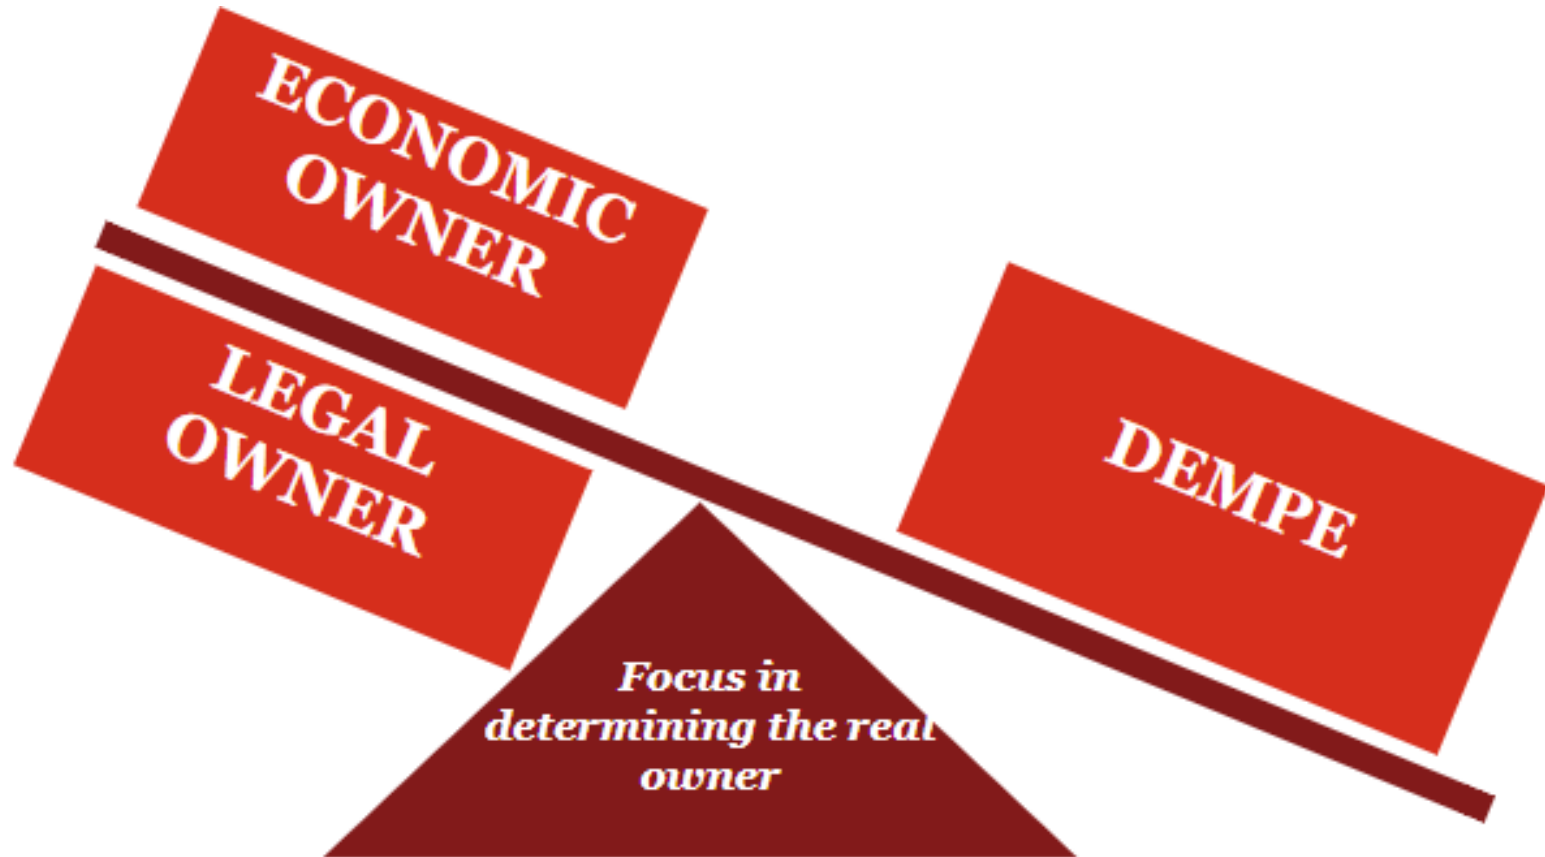 ECONOMIC
OWNER
LEGAL
OWNER
DEMPE
Focus in
determining the real
owner